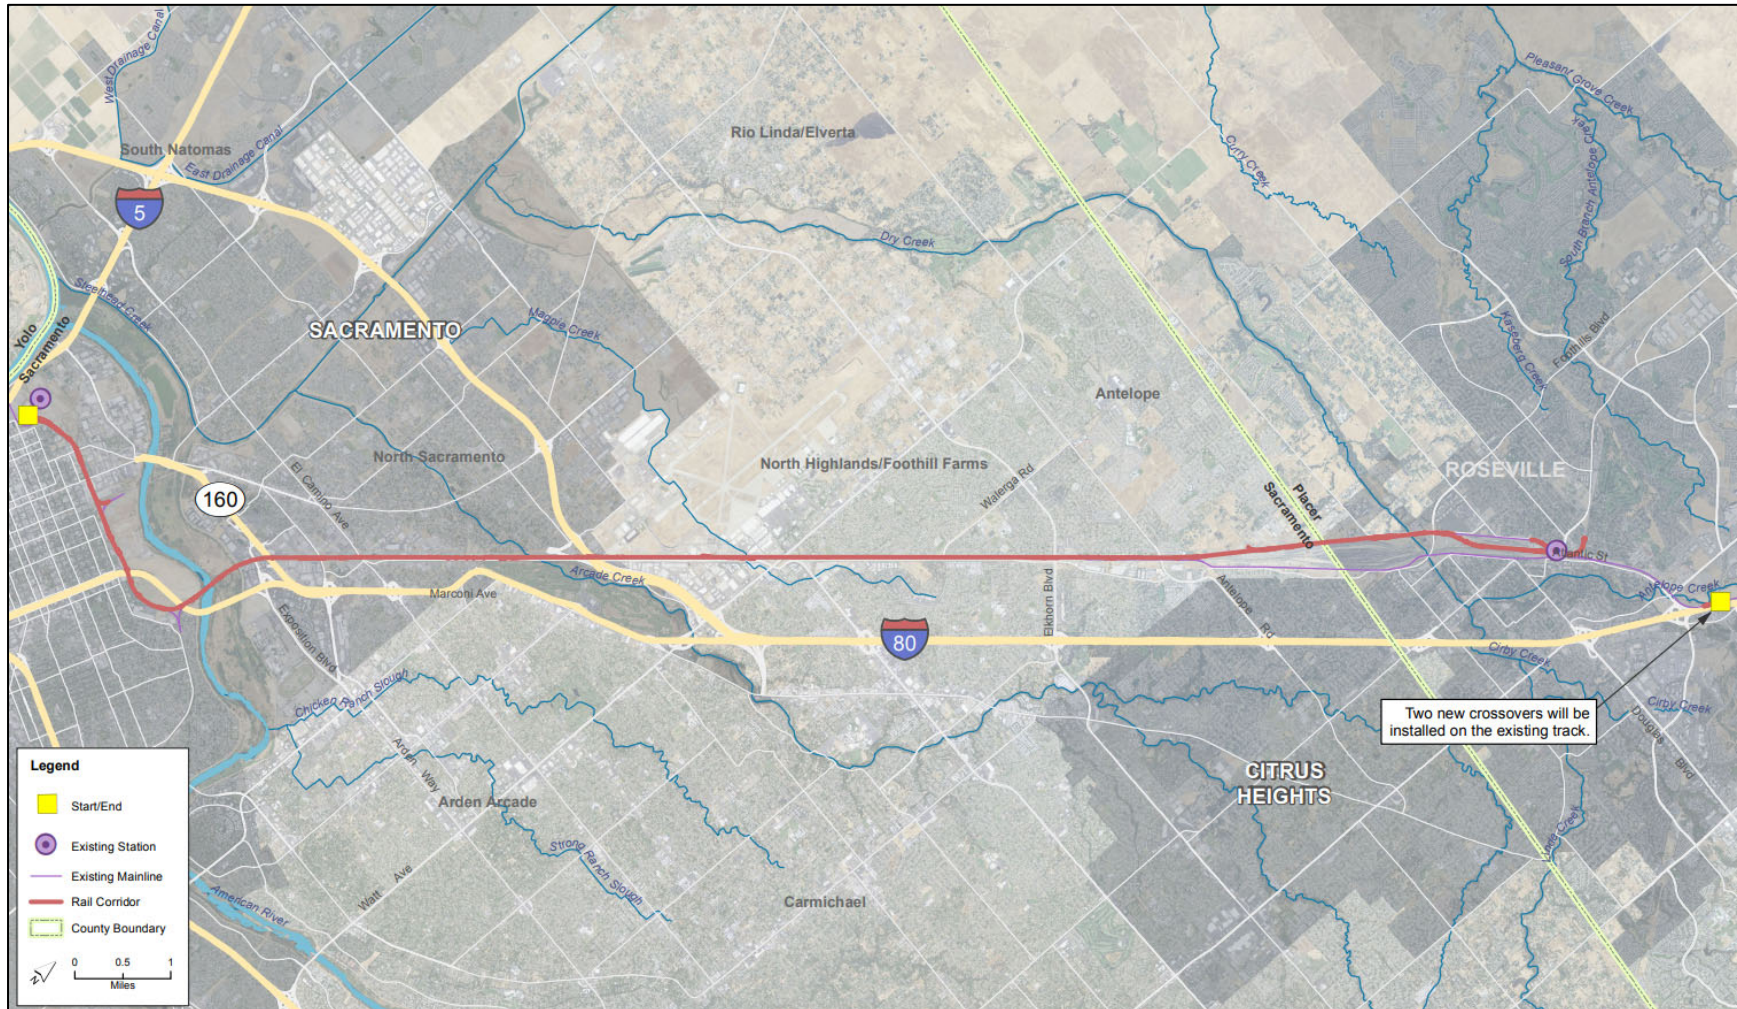 West Drainage Canal
South Natomas
East Drainage Canal
5
Rio Linda/Elverta
Curry Creek
Pleasant Grove Creek
South Branch Antelope Creek
Dry Creek
Steelhead Creek
Yolo
Sacramento
SACRAMENTO
Magpie Creek
Kaseberg Creek
Foothills Blvd
Antelope
North Sacramento
El Camino Ave
160
North Highlands/Foothill Farms
Walerga Rd
Placer
Sacramento
ROSEVILLE
Atlantic St
Arcade Creek
Marconi Ave
Exposition Blvd
80
Elkhorn Blvd
Antelope
Rd
Antelope Creek
Cirby Creek
Cirby Creek
Two new crossovers will be
installed on the existing track.
Douglas
Blvd
Chicken Ranch Slough
Arden Way
Arden Arcade
Strong Ranch Slough
Watt Ave
Carmichael
CITRUS
HEIGHTS
Creek
American River
Legend
Start/End
Existing Station
Existing Mainline
Rail Corridor
County Boundary
N
0 0.5 1
Miles